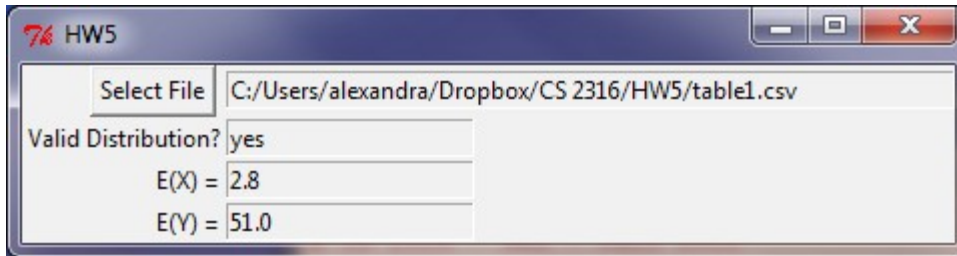 HW5
Select File C:/Users/alexandra/Dropbox/CS 2316/HW5/table1.csv
Valid Distribution? yes
E(X) = 2.8
E(Y) = 51.0